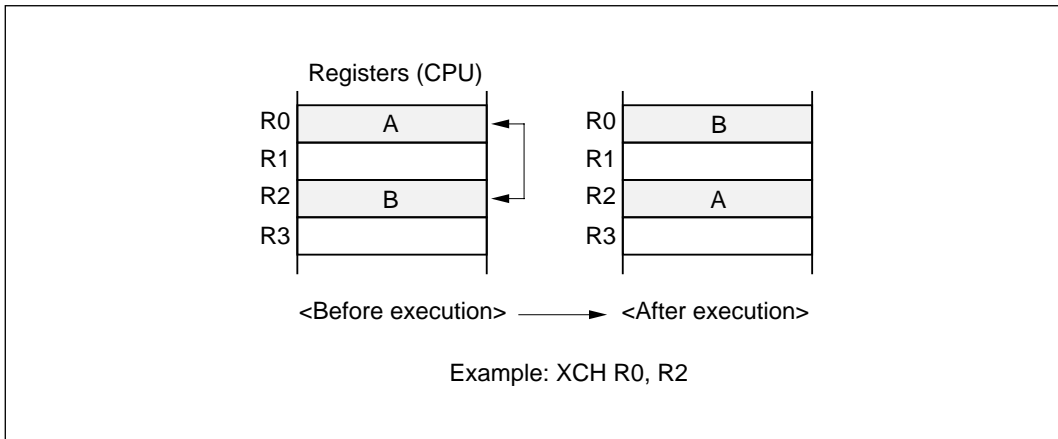 Registers (CPU)
R0 A R0 B
R1 R1
R2 B R2 A
R3 R3
<Before execution> <After execution>
Example: XCH R0, R2